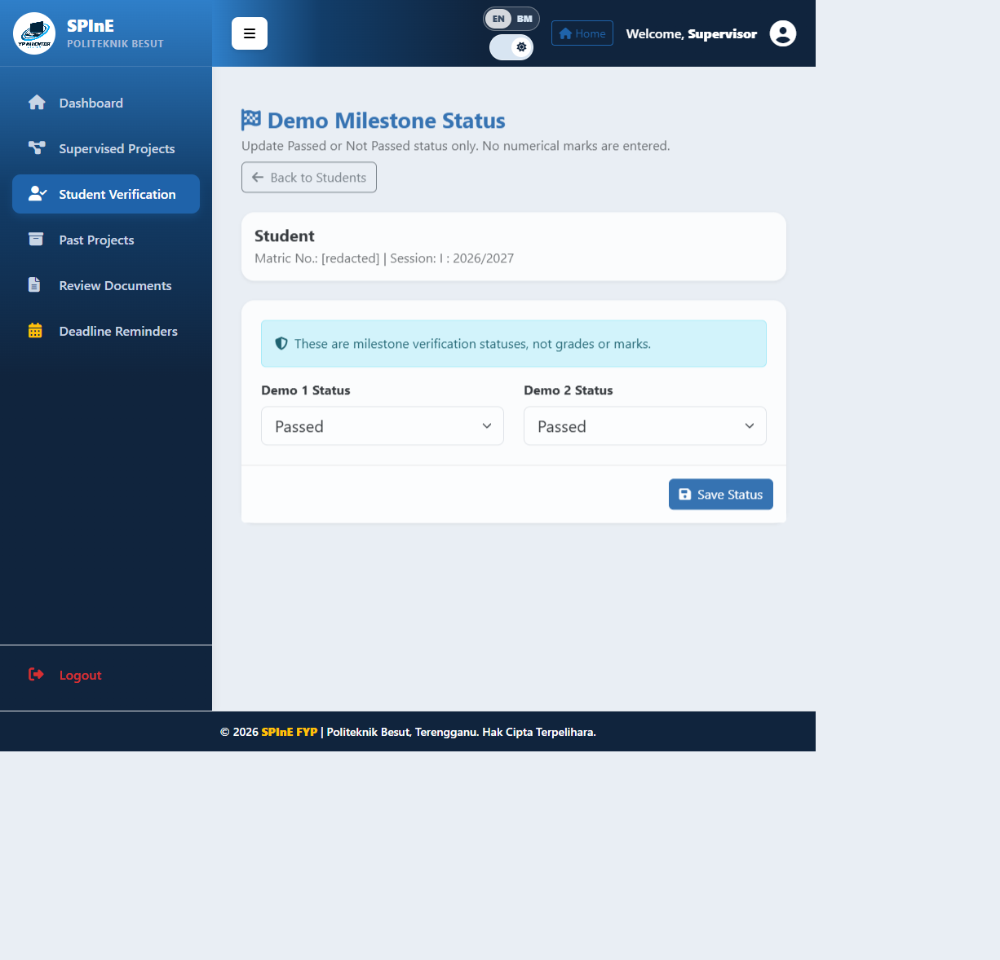 SPInE
POLITEKNIK BESUT
EN BM
Home
Welcome, Supervisor
Dashboard
Supervised Projects
Student Verification
Past Projects
Review Documents
Deadline Reminders
Logout
Demo Milestone Status
Update Passed or Not Passed status only. No numerical marks are entered.
Back to Students
Student
Matric No.: [redacted] | Session: I : 2026/2027
These are milestone verification statuses, not grades or marks.
Demo 1 Status
Passed
Demo 2 Status
Passed
Save Status
© 2026 SPInE FYP | Politeknik Besut, Terengganu. Hak Cipta Terpelihara.